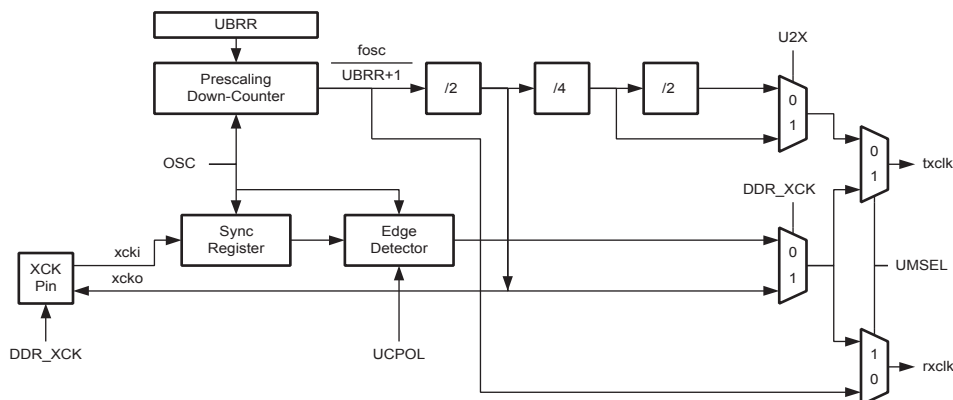 UBRR
fosc
UBRR+1
U2X
Prescaling
Down-Counter
/2
/4
/2
0
1
OSC
0
1
txclk
DDR_XCK
Sync
Register
Edge
Detector
0
1
xcki
xcko
XCK
Pin
UMSEL
DDR_XCK
UCPOL
1
0
rxclk